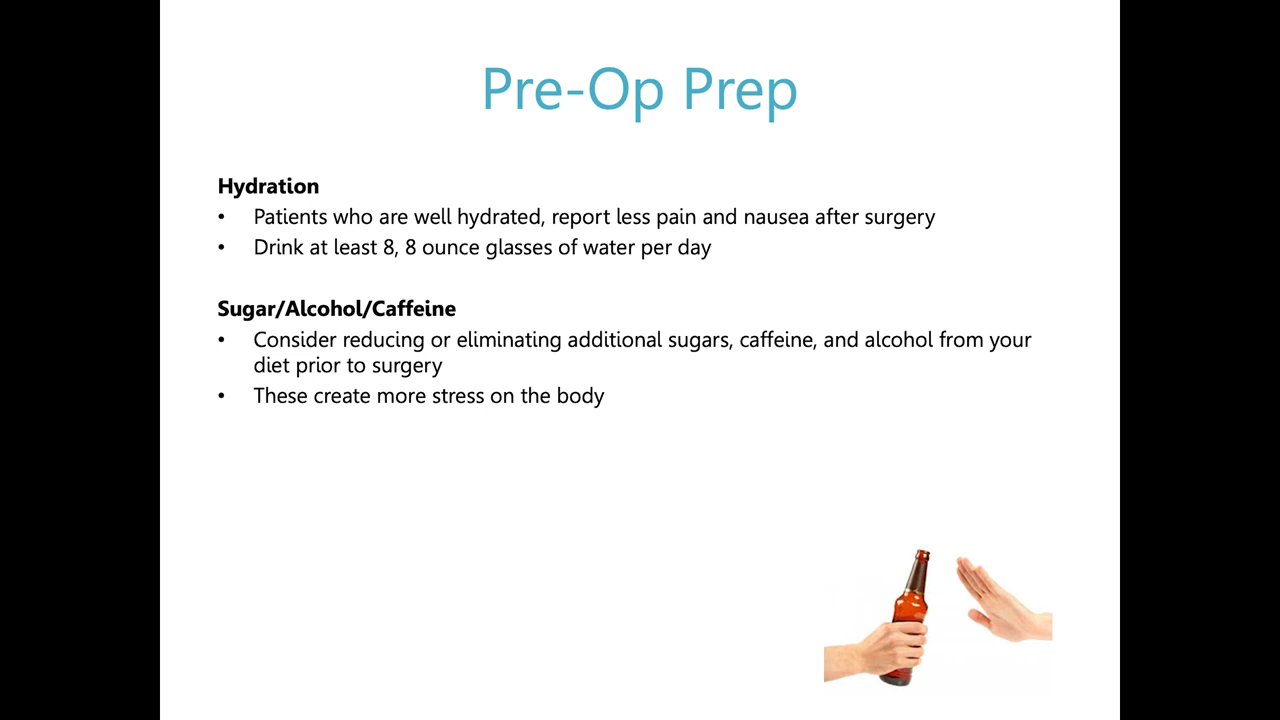 Pre-Op Prep
Hydration
• Patients who are well hydrated, report less pain and nausea after surgery
• Drink at least 8, 8 ounce glasses of water per day
Sugar/Alcohol/Caffeine
• Consider reducing or eliminating additional sugars, caffeine, and alcohol from your
diet prior to surgery
• These create more stress on the body